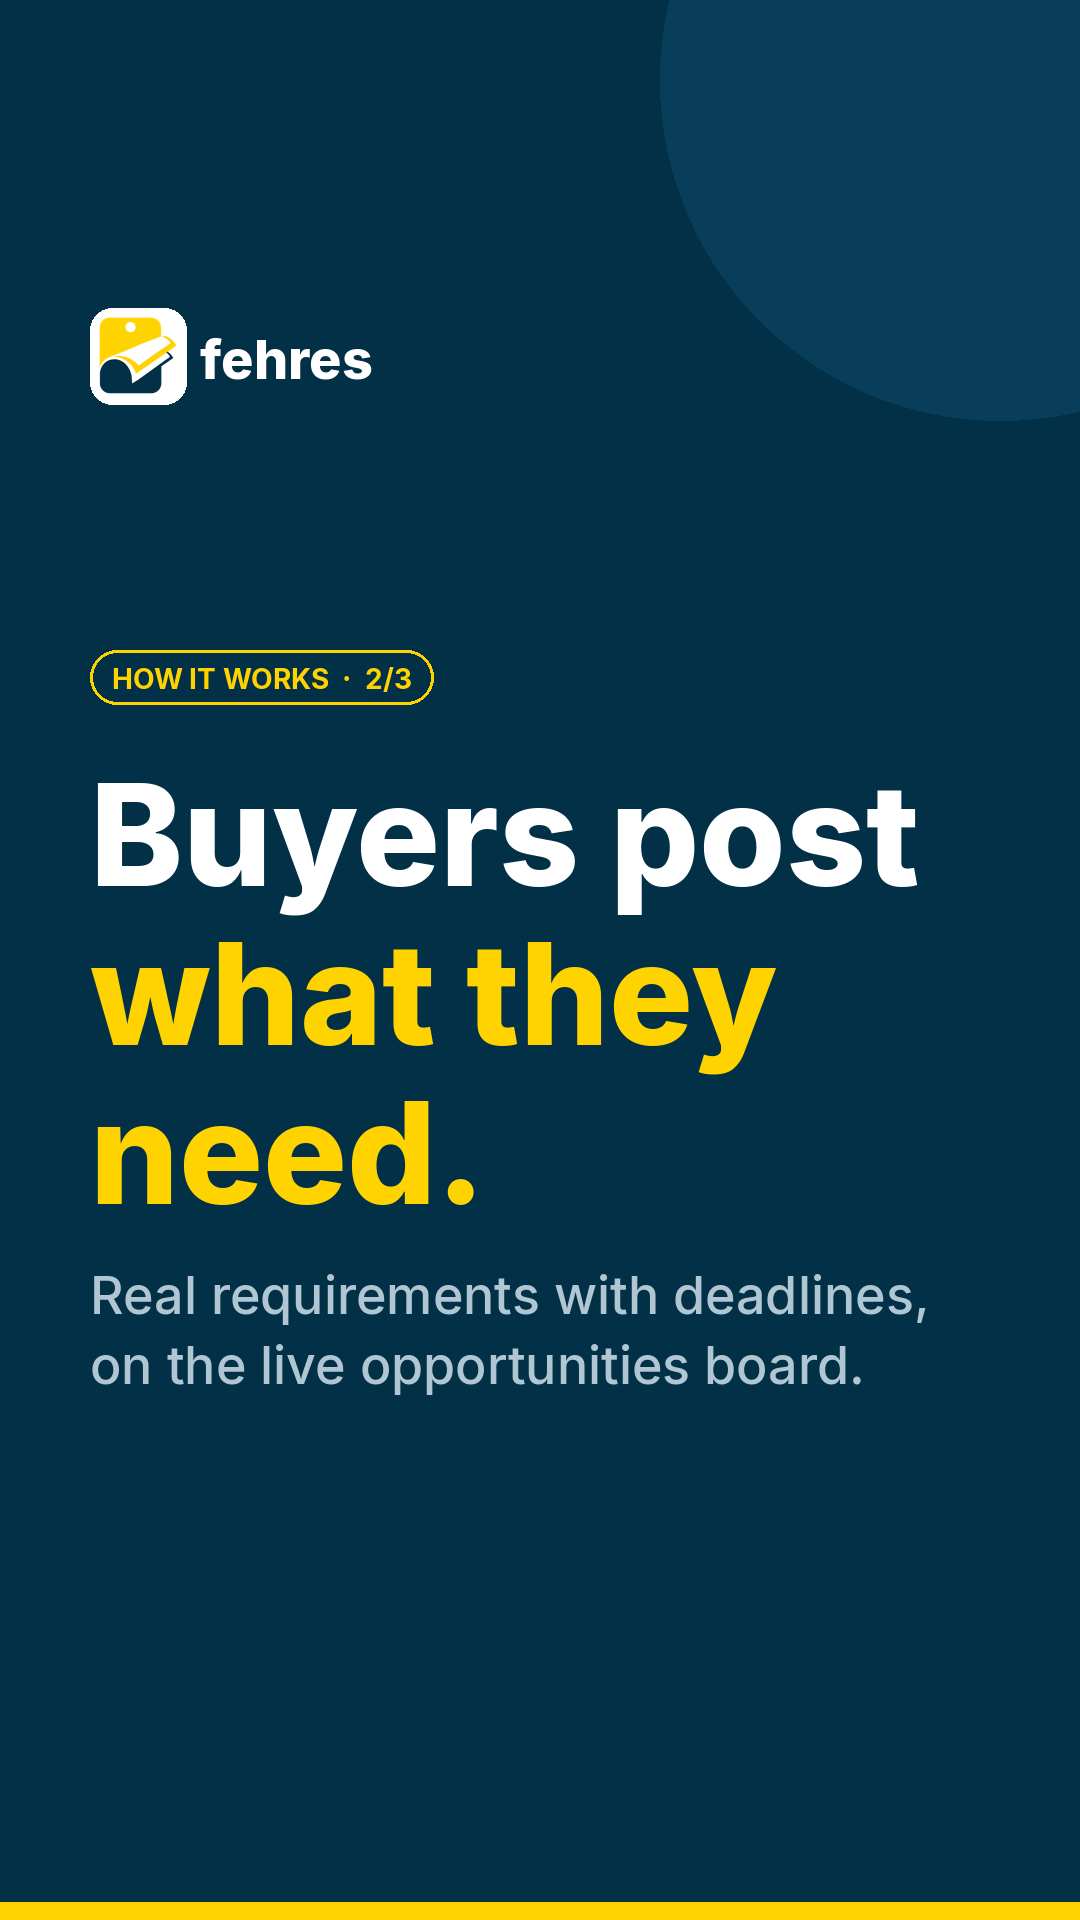 fehres
HOW IT WORKS · 2/3
Buyers post
what they
need.
Real requirements with deadlines,
on the live opportunities board.